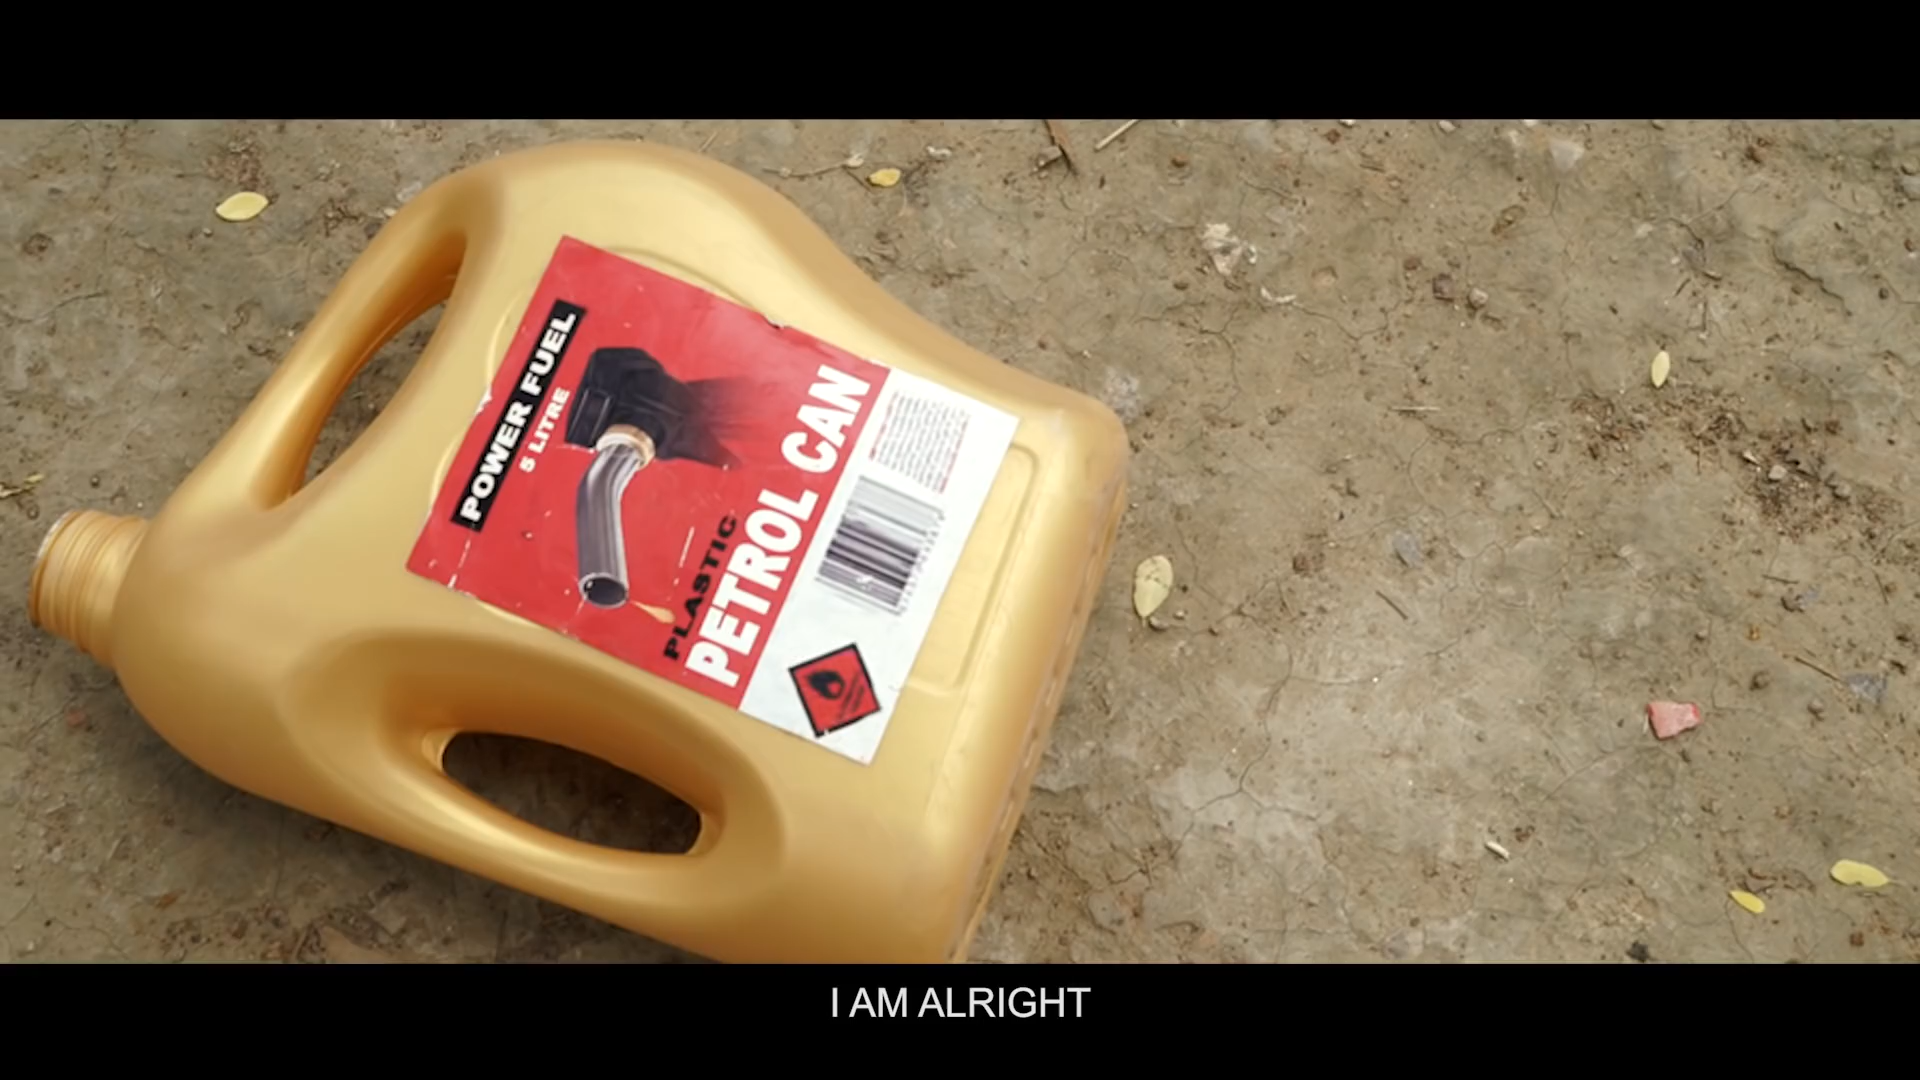 POWER FUEL
5 LITRE
PLASTIC
PETROL CAN
I AM ALRIGHT